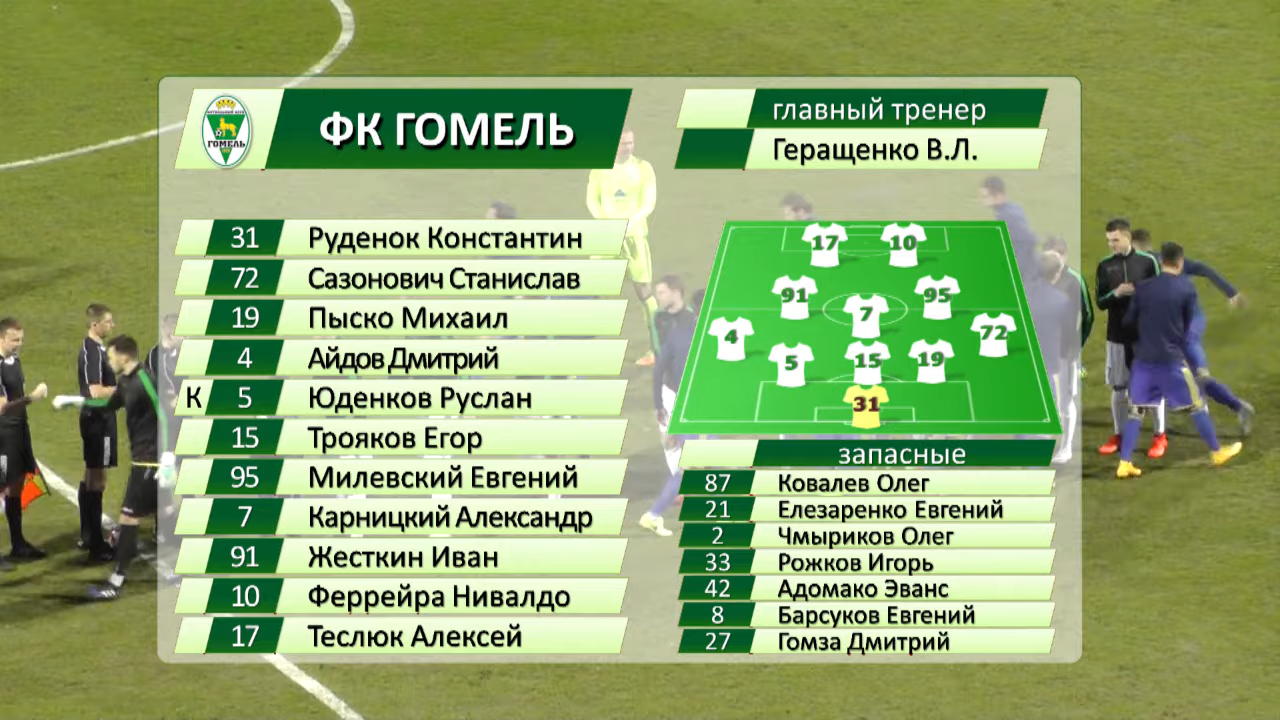 ФК ГОМЕЛЬ
ГОМЕЛЬ
главный тренер
Геращенко В.Л.
31 Руденок Константин
72 Сазонович Станислав
19 Пыско Михаил
4 Айдов Дмитрий
К 5 Юденков Руслан
15 Трояков Егор
95 Милевский Евгений
7 Карницкий Александр
91 Жесткин Иван
10 Феррейра Нивалдо
17 Теслюк Алексей
17 10
91 95
7
4 72
5 15 19
31
запасные
87 Ковалев Олег
21 Елезаренко Евгений
2 Чмыриков Олег
33 Рожков Игорь
42 Адомако Эванс
8 Барсуков Евгений
27 Гомза Дмитрий